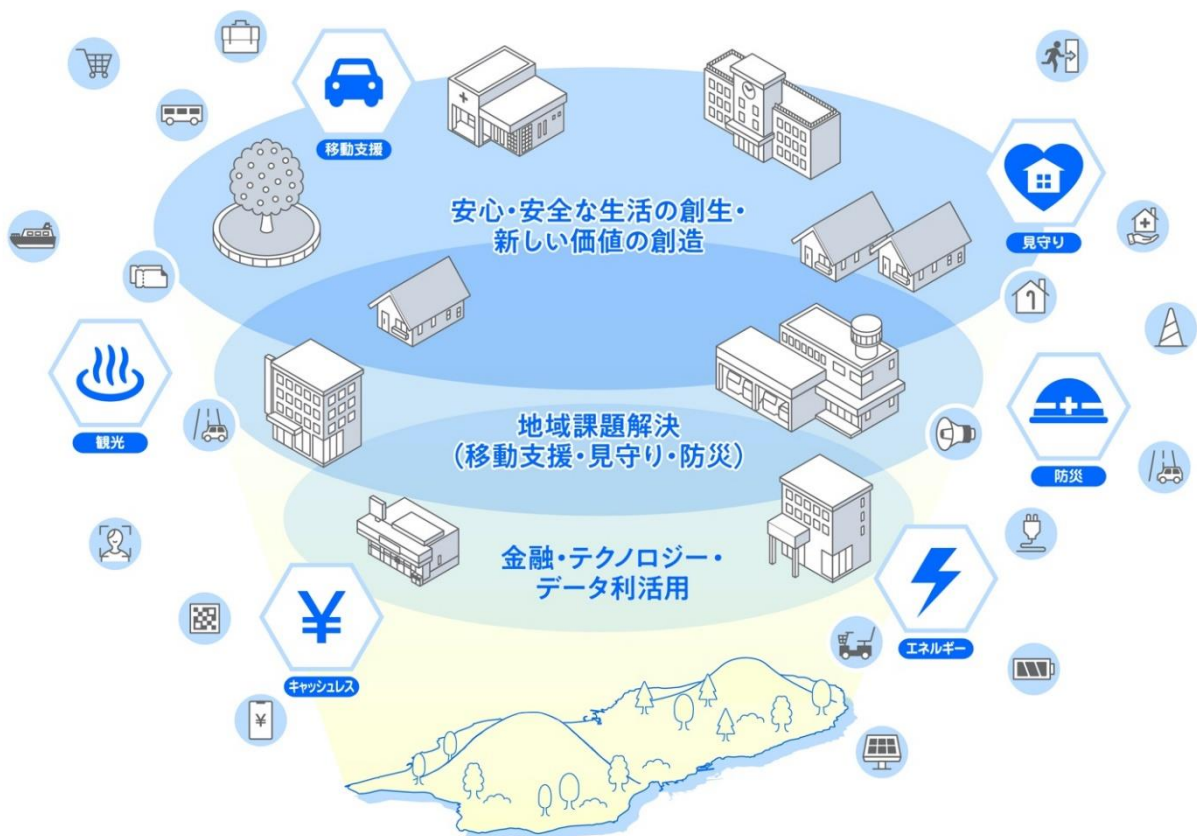 移動支援
安心・安全な生活の創生・
新しい価値の創造
見守り
観光
地域課題解決
(移動支援・見守り・防災)
防災
金融・テクノロジー・
データ利活用
¥
キャッシュレス
エネルギー
¥